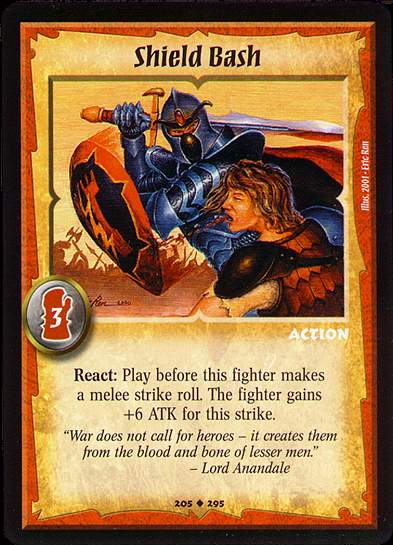 Shield Bash
Illus. 2001 • Eric Ren
3
ACTION
React: Play before this fighter makes
a melee strike roll. The fighter gains
+6 ATK for this strike.
“War does not call for heroes – it creates them
from the blood and bone of lesser men.”
– Lord Anandale
205 ◆ 295